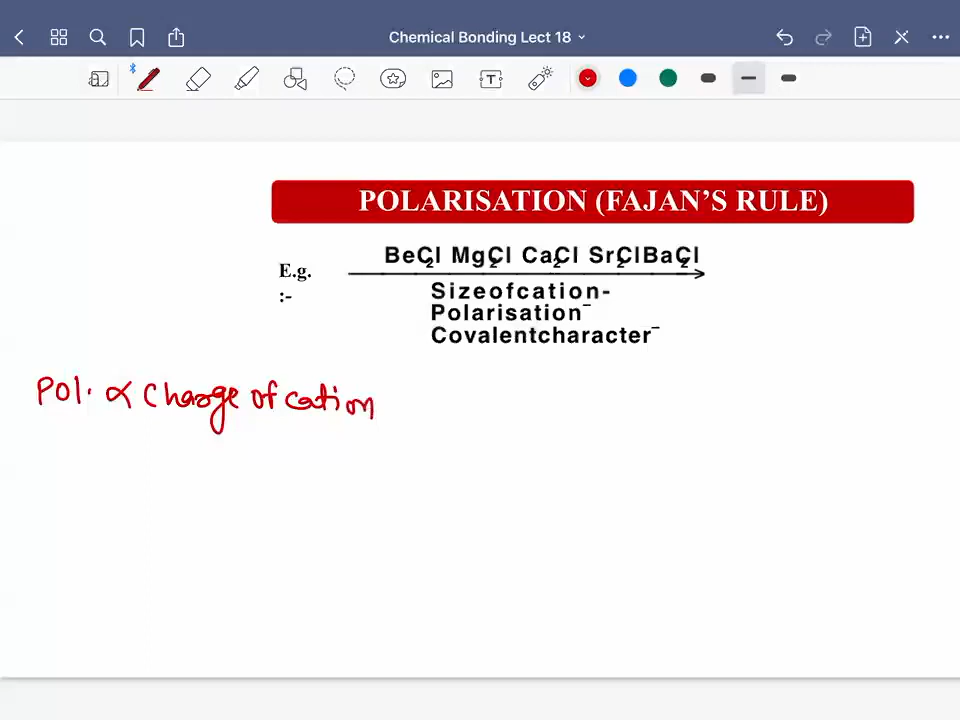 Chemical Bonding Lect 18
POLARISATION (FAJAN'S RULE)
E.g.
:-
BeCl2 MgCl2 CaCl2 SrCl2 BaCl2
Sizeofcation-
Polarisation¯
Covalentcharacter¯
Pol. ∝ Charge of cation